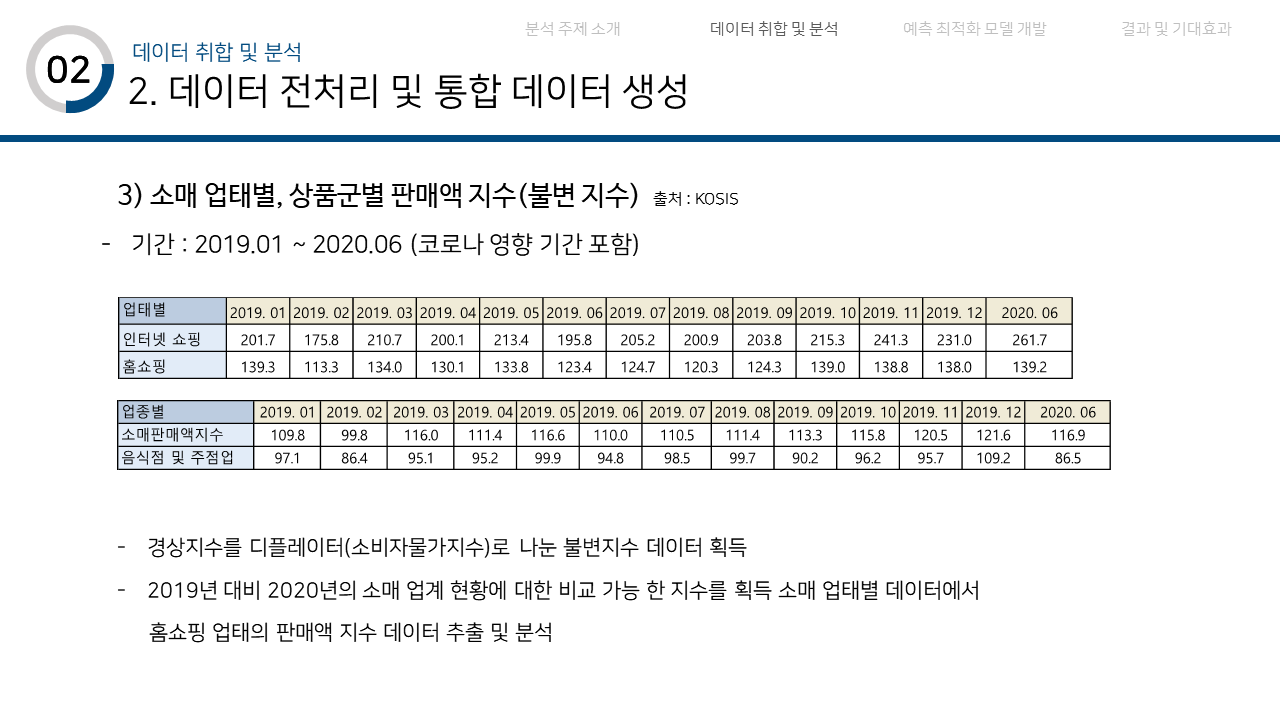 분석 주제 소개 데이터 취합 및 분석 예측 최적화 모델 개발 결과 및 기대효과
02
데이터 취합 및 분석
2. 데이터 전처리 및 통합 데이터 생성
3) 소매 업태별, 상품군별 판매액 지수(불변 지수) 출처 : KOSIS
- 기간 : 2019.01 ~ 2020.06 (코로나 영향 기간 포함)
업태별 2019. 01 2019. 02 2019. 03 2019. 04 2019. 05 2019. 06 2019. 07 2019. 08 2019. 09 2019. 10 2019. 11 2019. 12 2020. 06
인터넷 쇼핑 201.7 175.8 210.7 200.1 213.4 195.8 205.2 200.9 203.8 215.3 241.3 231.0 261.7
홈쇼핑 139.3 113.3 134.0 130.1 133.8 123.4 124.7 120.3 124.3 139.0 138.8 138.0 139.2
업종별 2019. 01 2019. 02 2019. 03 2019. 04 2019. 05 2019. 06 2019. 07 2019. 08 2019. 09 2019. 10 2019. 11 2019. 12 2020. 06
소매판매액지수 109.8 99.8 116.0 111.4 116.6 110.0 110.5 111.4 113.3 115.8 120.5 121.6 116.9
음식점 및 주점업 97.1 86.4 95.1 95.2 99.9 94.8 98.5 99.7 90.2 96.2 95.7 109.2 86.5
- 경상지수를 디플레이터(소비자물가지수)로 나눈 불변지수 데이터 획득
- 2019년 대비 2020년의 소매 업계 현황에 대한 비교 가능 한 지수를 획득 소매 업태별 데이터에서
홈쇼핑 업태의 판매액 지수 데이터 추출 및 분석